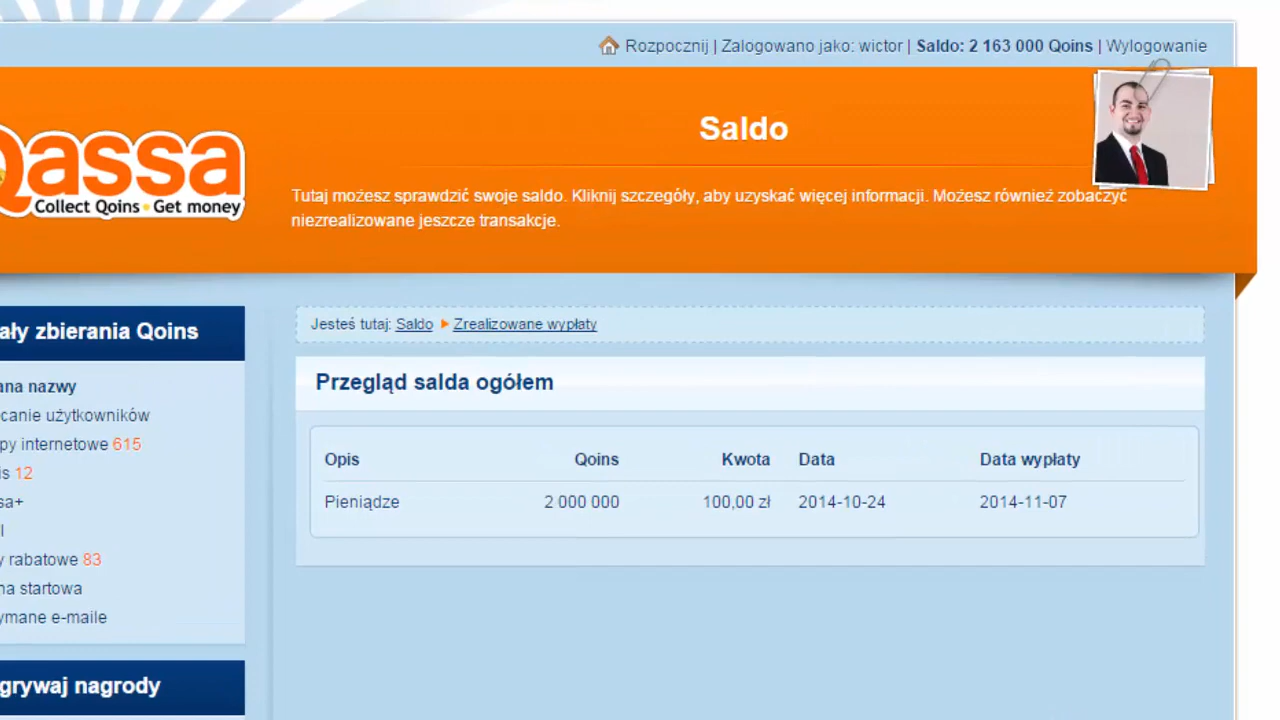 Rozpocznij | Zalogowano jako: wictor | Saldo: 2 163 000 Qoins | Wylogowanie
Saldo
Qassa
Collect Qoins • Get money
Tutaj możesz sprawdzić swoje saldo. Kliknij szczegóły, aby uzyskać więcej informacji. Możesz również zobaczyć
niezrealizowane jeszcze transakcje.
ały zbierania Qoins
ana nazwy
canie użytkowników
py internetowe 615
is 12
sa+
l
y rabatowe 83
na startowa
ymane e-maile
grywaj nagrody
Jesteś tutaj: Saldo Zrealizowane wypłaty
Przegląd salda ogółem
Opis Qoins Kwota Data Data wypłaty
Pieniądze 2 000 000 100,00 zł 2014-10-24 2014-11-07